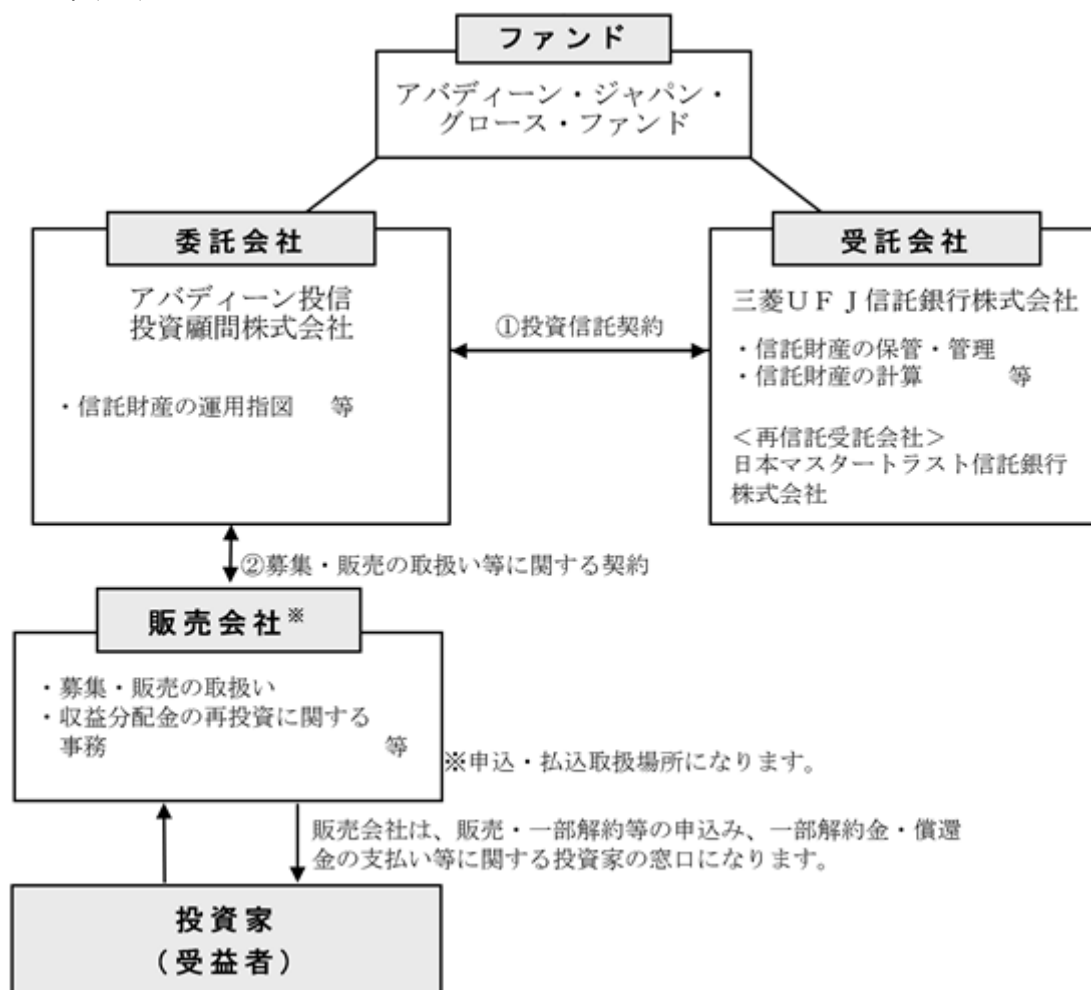 ファンド
アバディーン・ジャパン・
グロース・ファンド
委託会社
アバディーン投信
投資顧問株式会社
・信託財産の運用指図 等
①投資信託契約
受託会社
三菱ＵＦＪ信託銀行株式会社
・信託財産の保管・管理
・信託財産の計算 等
＜再信託受託会社＞
日本マスタートラスト信託銀行
株式会社
②募集・販売の取扱い等に関する契約
販売会社※
・募集・販売の取扱い
・収益分配金の再投資に関する
事務 等
※申込・払込取扱場所になります。
販売会社は、販売・一部解約等の申込み、一部解約金・償還
金の支払い等に関する投資家の窓口になります。
投資家
（受益者）